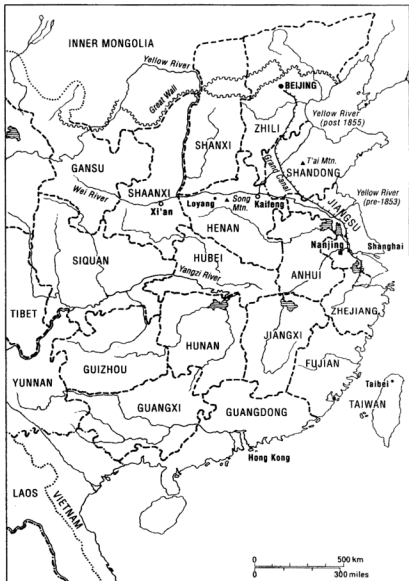 INNER MONGOLIA
Yellow River
Great Wall
BEIJING
Yellow River
(post 1855)
ZHILI
SHANXI
T'ai Mtn.
SHANDONG
Grand Canal
GANSU
Wei River
SHAANXI
Xi'an
Loyang
Song
Mtn.
Kaifeng
Yellow River
(pre-1853)
JIANGSU
HENAN
Nanjing
Shanghai
SIQUAN
HUBEI
Yangzi River
ANHUI
ZHEJIANG
TIBET
HUNAN
JIANGXI
GUIZHOU
FUJIAN
YUNNAN
Taibei
TAIWAN
GUANGXI
GUANGDONG
Hong Kong
LAOS
VIETNAM
0 500 km
0 300 miles